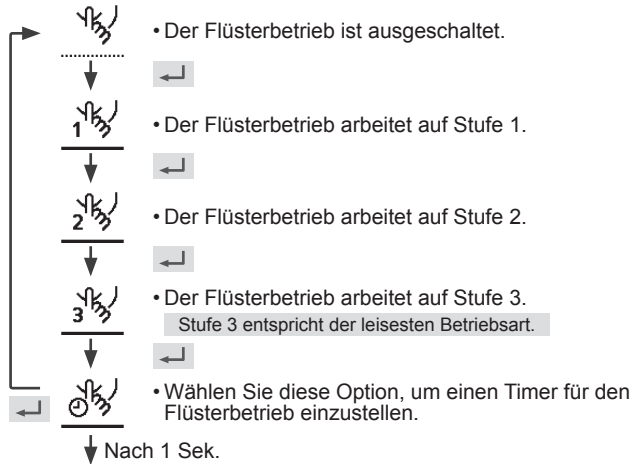 • Der Flüsterbetrieb ist ausgeschaltet.
1
• Der Flüsterbetrieb arbeitet auf Stufe 1.
2
• Der Flüsterbetrieb arbeitet auf Stufe 2.
3
• Der Flüsterbetrieb arbeitet auf Stufe 3.
Stufe 3 entspricht der leisesten Betriebsart.
• Wählen Sie diese Option, um einen Timer für den
Flüsterbetrieb einzustellen.
Nach 1 Sek.